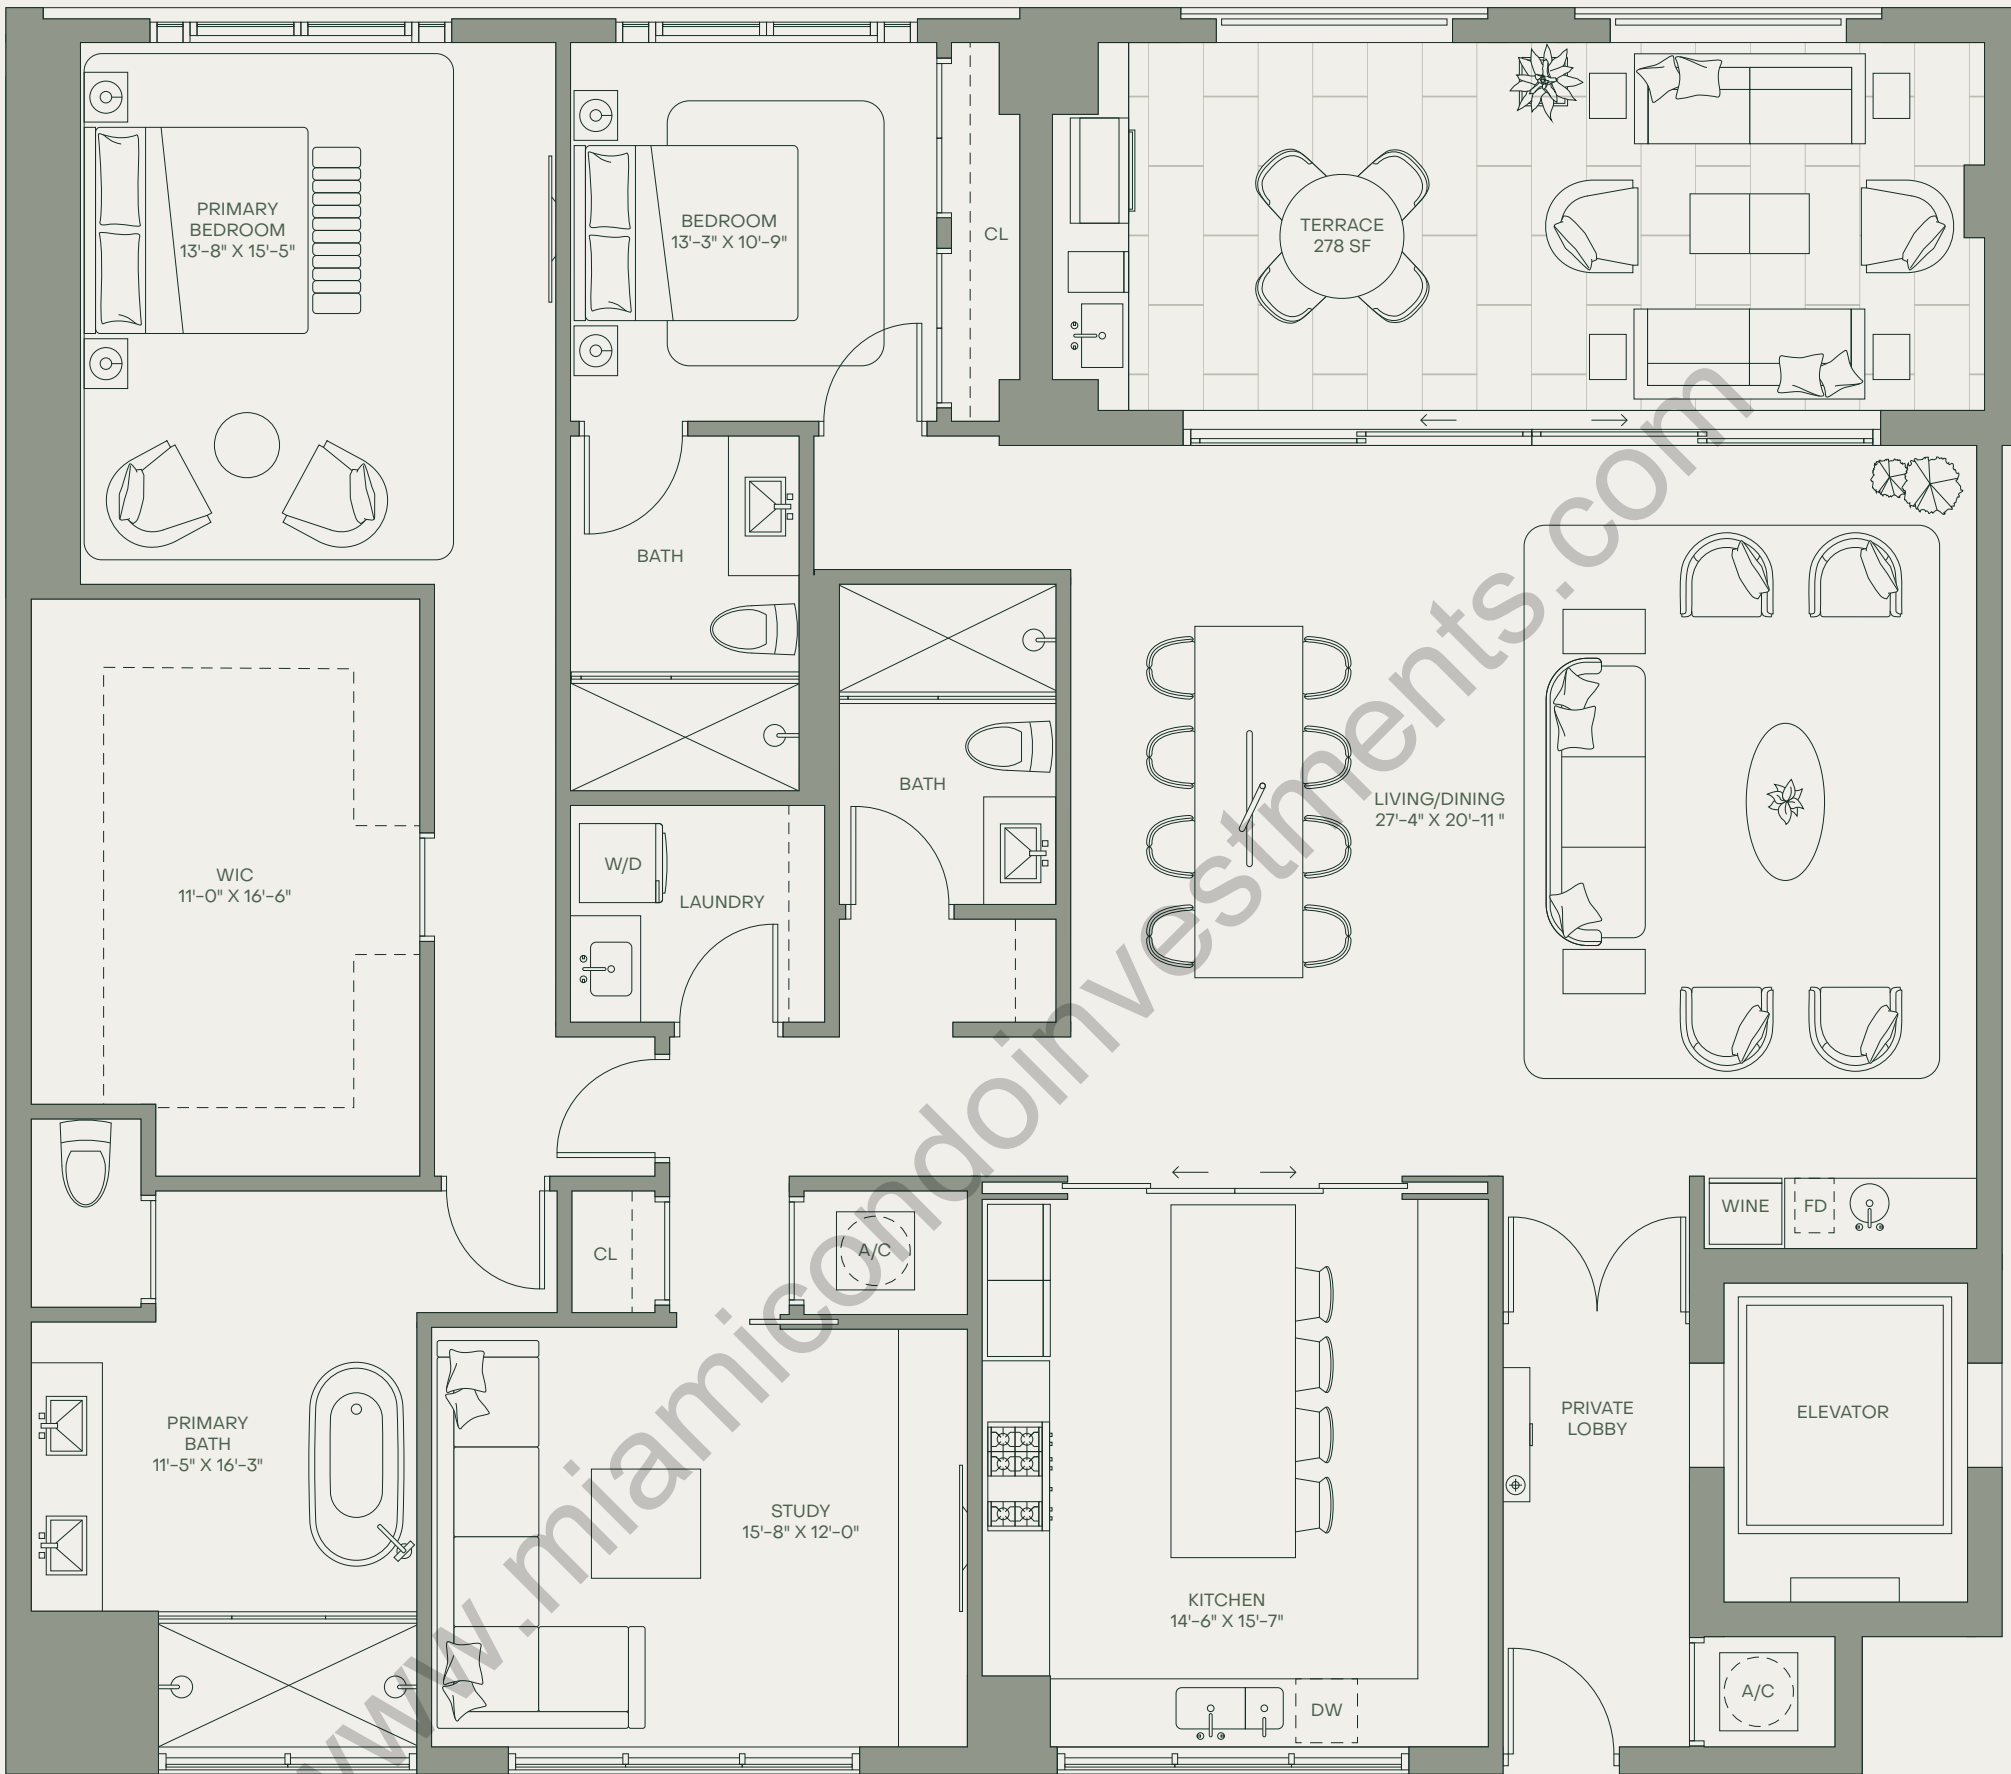 PRIMARY
BEDROOM
13'-8" X 15'-5"
BEDROOM
13'-3" X 10'-9"
CL
TERRACE
278 SF
BATH
BATH
LIVING/DINING
27'-4" X 20'-11 "
WIC
11'-0" X 16'-6"
W/D
LAUNDRY
WINE
FD
CL
A/C
PRIMARY
BATH
11'-5" X 16'-3"
STUDY
15'-8" X 12'-0"
KITCHEN
14'-6" X 15'-7"
DW
PRIVATE
LOBBY
ELEVATOR
A/C
www.miamicondoinvestments.com